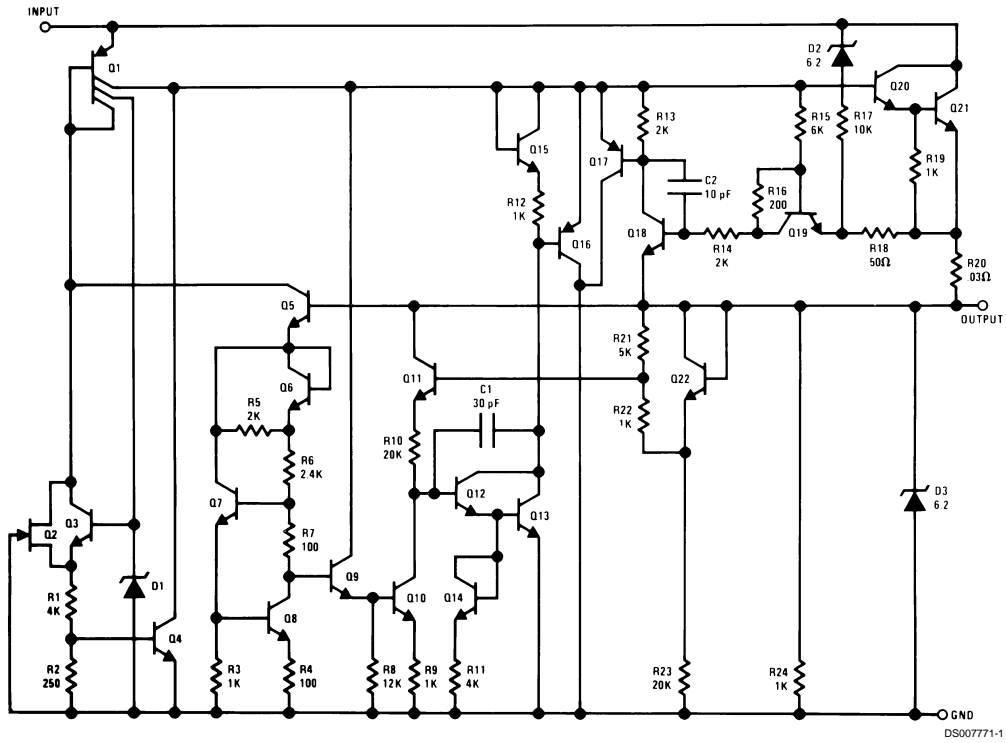 INPUT
Q1
D2
6.2
Q20
Q21
R13
2K
R15
6K
R17
10K
R19
1K
Q15
Q17
C2
10 pF
R16
200
R12
1K
Q16
Q18
R14
2K
Q19
R18
50Ω
R20
.03Ω
OUTPUT
Q5
R21
5K
Q22
Q11
Q6
C1
30 pF
R22
1K
R5
2K
R10
20K
R6
2.4K
Q7
Q12
Q13
D3
6.2
Q2
Q3
R7
100
D1
Q9
Q10
Q14
R1
4K
Q4
Q8
R2
250
R3
1K
R4
100
R8
12K
R9
1K
R11
4K
R23
20K
R24
1K
GND
DS007771-1